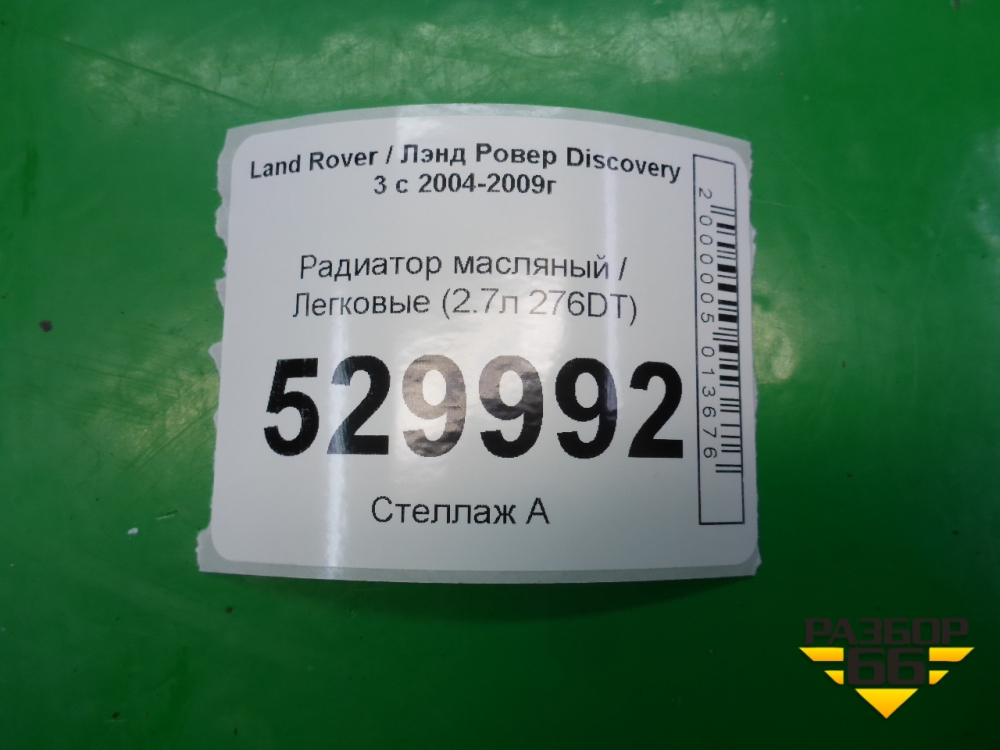 Land Rover / Лэнд Ровер Discovery
3 с 2004-2009г
Радиатор масляный /
Легковые (2.7л 276DT)
529992
Стеллаж А
2000005013676
РАЗБОР
66